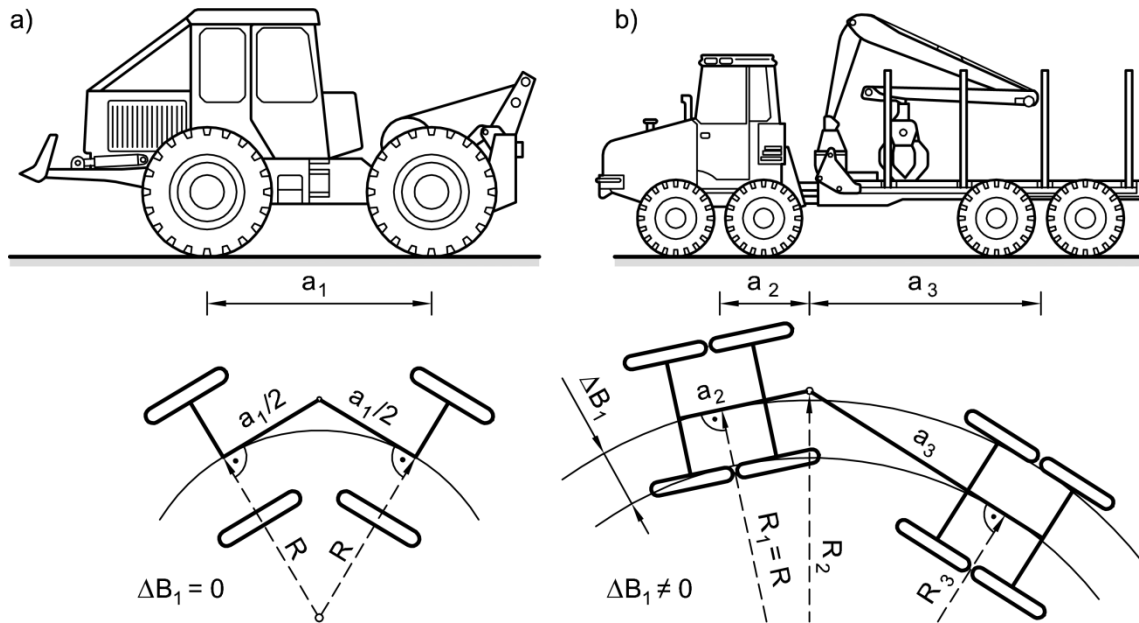 a)
b)
a₁
a₂
a₃
a₁/2
a₁/2
R
R
ΔB₁ = 0
ΔB₁
a₂
a₃
R₁ = R
R₂
R₃
ΔB₁ ≠ 0